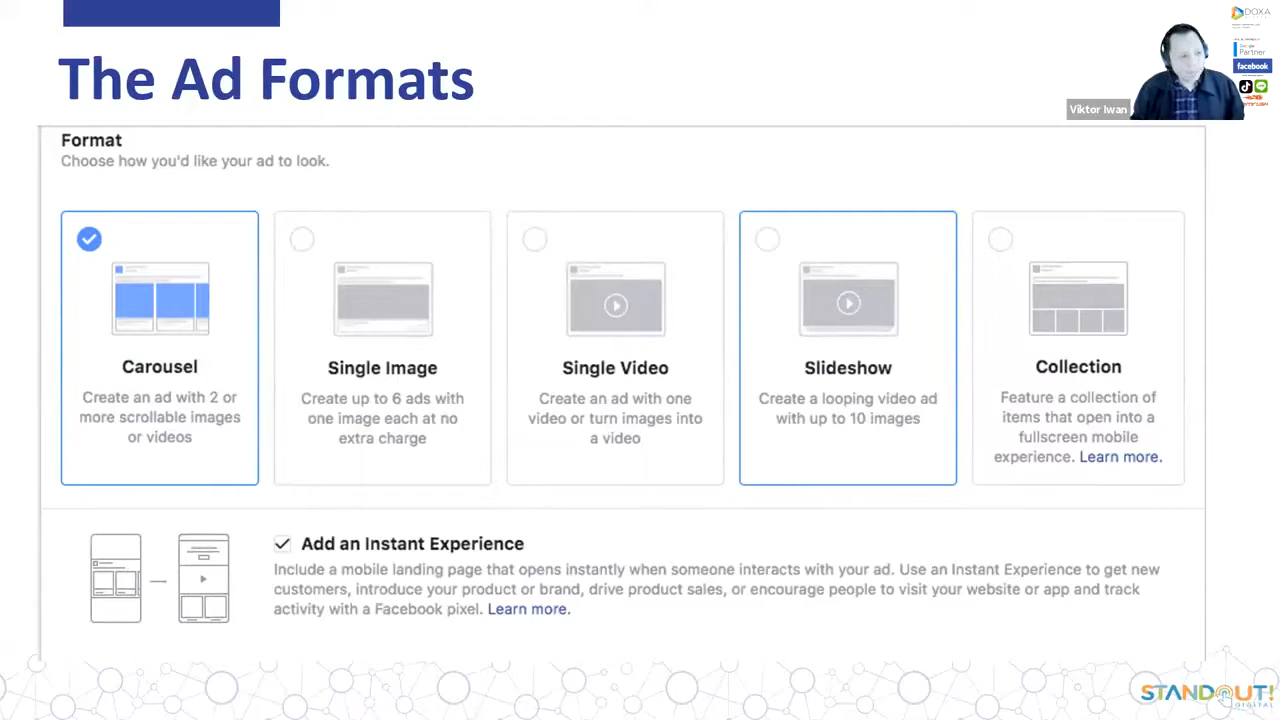 The Ad Formats
DOXA
Google
Partner
facebook
Viktor Iwan
Format
Choose how you'd like your ad to look.
Carousel
Create an ad with 2 or
more scrollable images
or videos
Single Image
Create up to 6 ads with
one image each at no
extra charge
Single Video
Create an ad with one
video or turn images into
a video
Slideshow
Create a looping video ad
with up to 10 images
Collection
Feature a collection of
items that open into a
fullscreen mobile
experience. Learn more.
Add an Instant Experience
Include a mobile landing page that opens instantly when someone interacts with your ad. Use an Instant Experience to get new
customers, introduce your product or brand, drive product sales, or encourage people to visit your website or app and track
activity with a Facebook pixel. Learn more.
STANDOUT!
DIGITAL